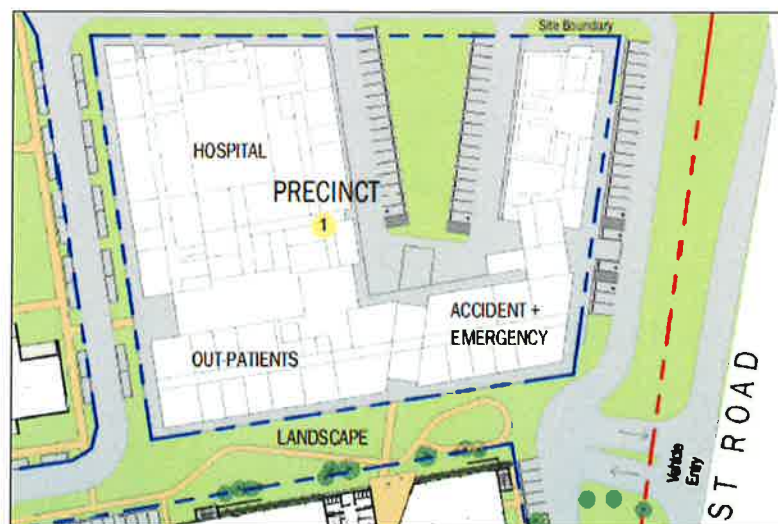 Site Boundary
HOSPITAL
PRECINCT
1
ACCIDENT +
EMERGENCY
OUT-PATIENTS
LANDSCAPE
Vehicle
Entry
ST ROAD